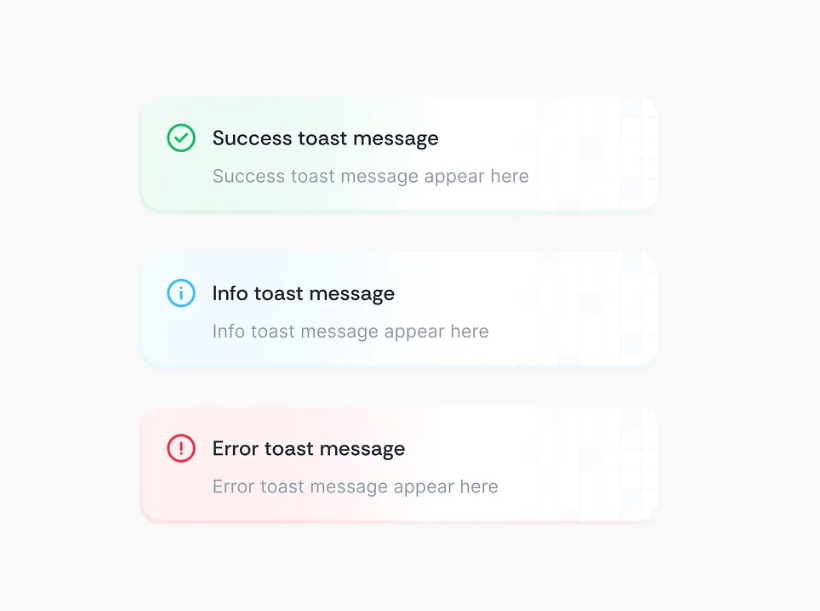 Success toast message
Success toast message appear here
Info toast message
Info toast message appear here
Error toast message
Error toast message appear here